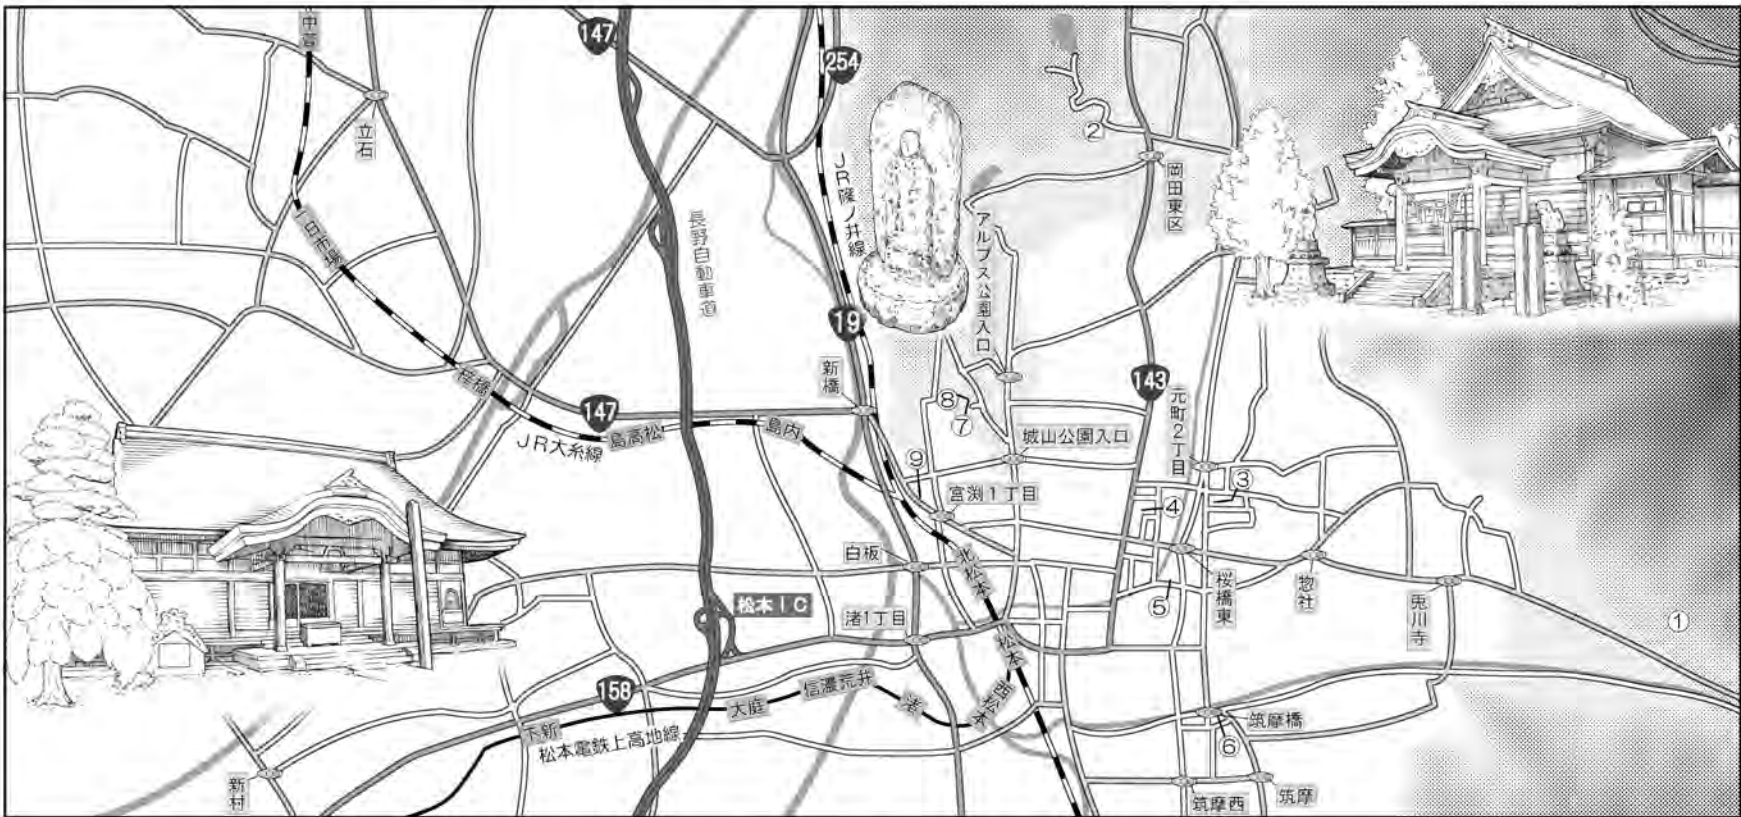 中萱
147
254
立石
②
岡田東区
JR篠ノ井線
一日市場
長野自動車道
アルプス公園入口
19
新橋
143
元町2丁目
梓橋
147
JR大糸線
島高松
島内
⑧
⑦
城山公園入口
⑨
宮渕1丁目
③
④
白板
北松本
桜橋東
惣社
兎川寺
⑤
①
松本IC
渚1丁目
松本
西松本
158
信濃荒井
大庭
渚
下新
松本電鉄上高地線
筑摩橋
⑥
新村
筑摩西
筑摩